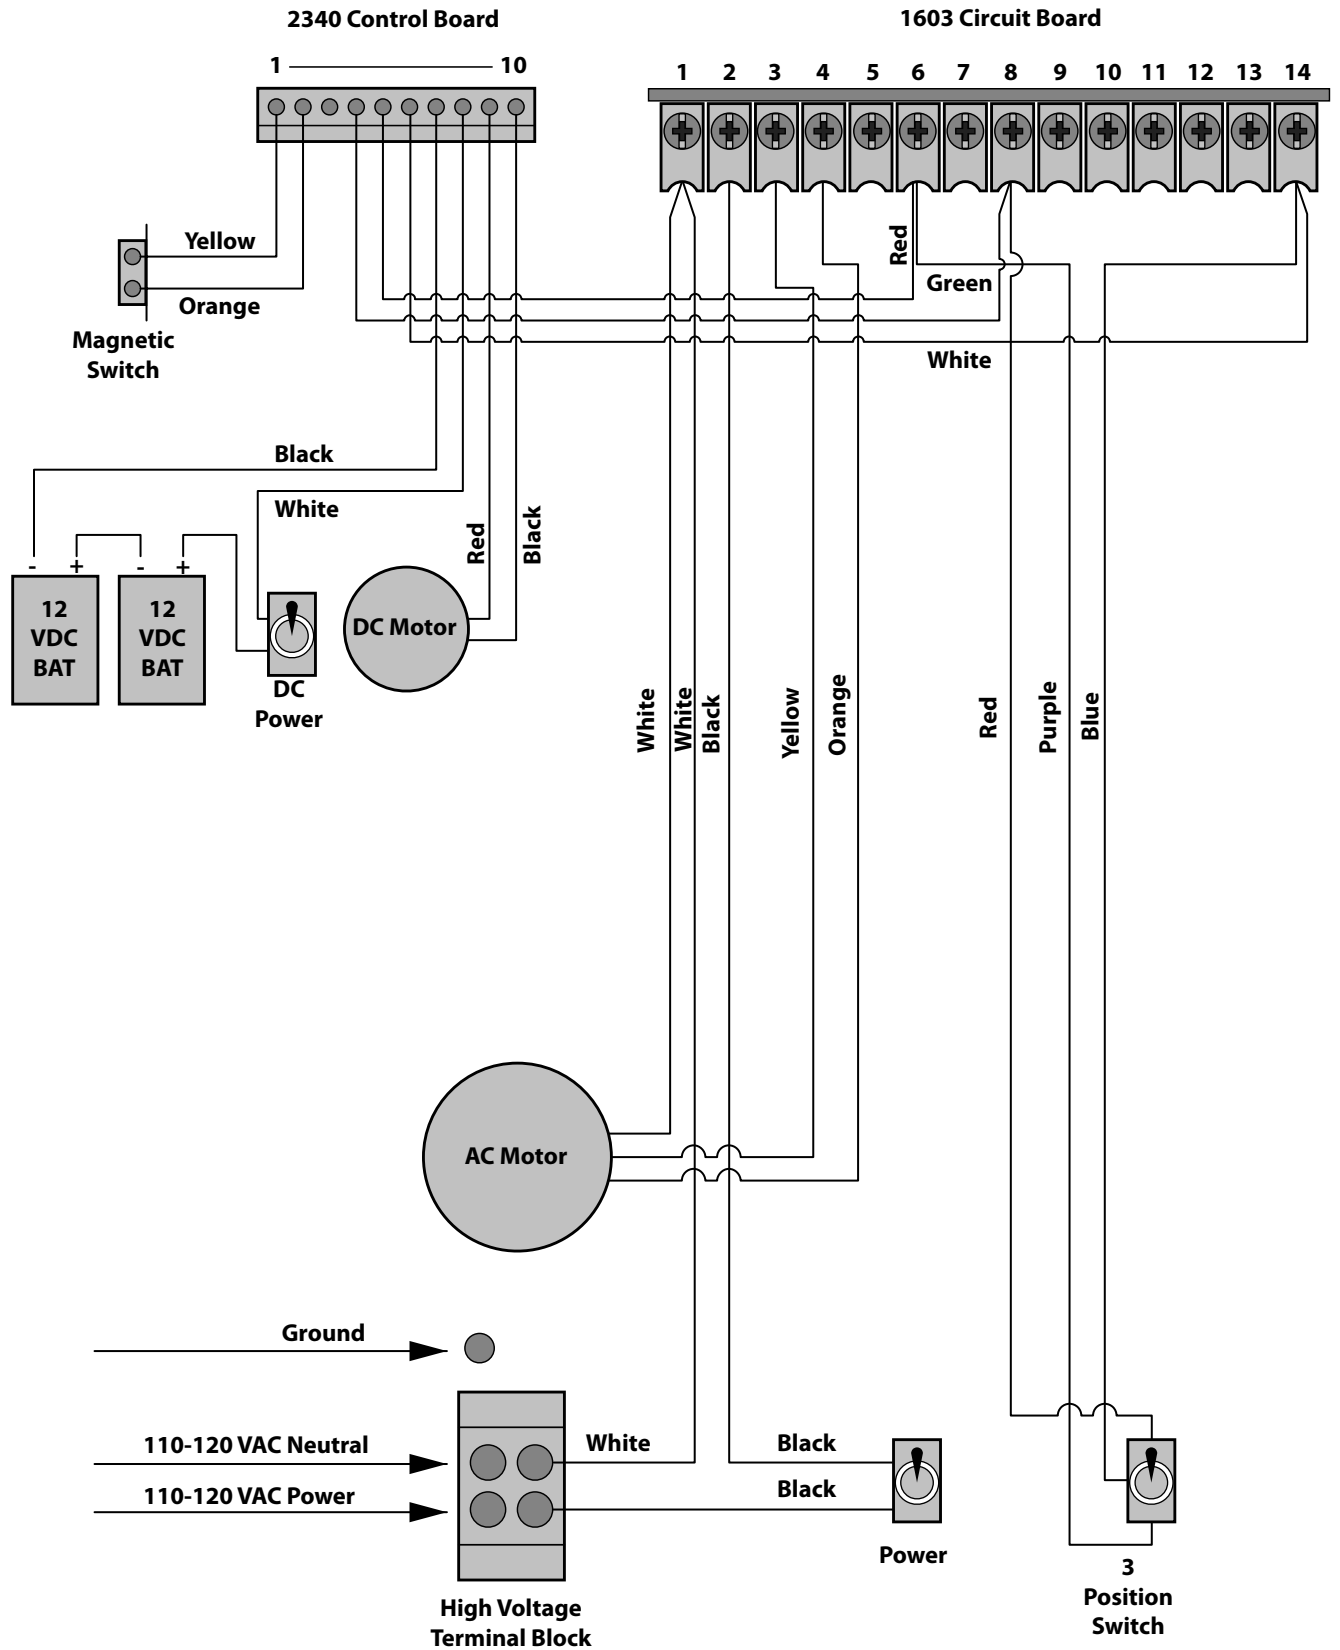 2340 Control Board
1603 Circuit Board
1 10
1 2 3 4 5 6 7 8 9 10 11 12 13 14
Yellow
Orange
Magnetic
Switch
Red
Green
White
Black
White
Red
Black
- + - +
12
VDC
BAT
12
VDC
BAT
DC
Power
DC Motor
White
White
Black
Yellow
Orange
Red
Purple
Blue
AC Motor
Ground
110-120 VAC Neutral
110-120 VAC Power
White
Black
Black
Power
High Voltage
Terminal Block
3
Position
Switch